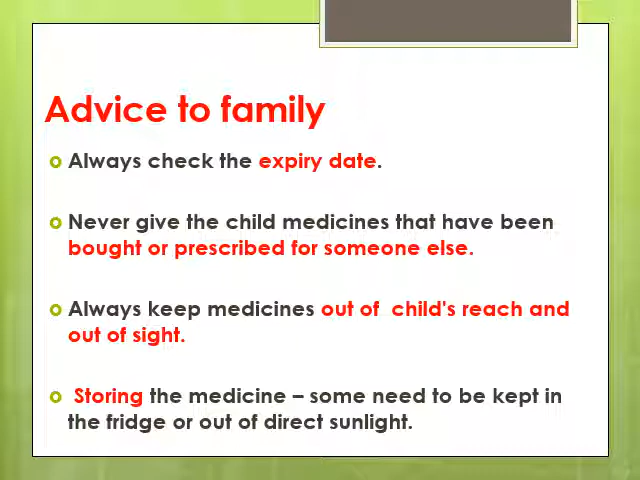 Advice to family
Always check the expiry date.
Never give the child medicines that have been
bought or prescribed for someone else.
Always keep medicines out of  child's reach and
out of sight.
Storing the medicine – some need to be kept in
the fridge or out of direct sunlight.